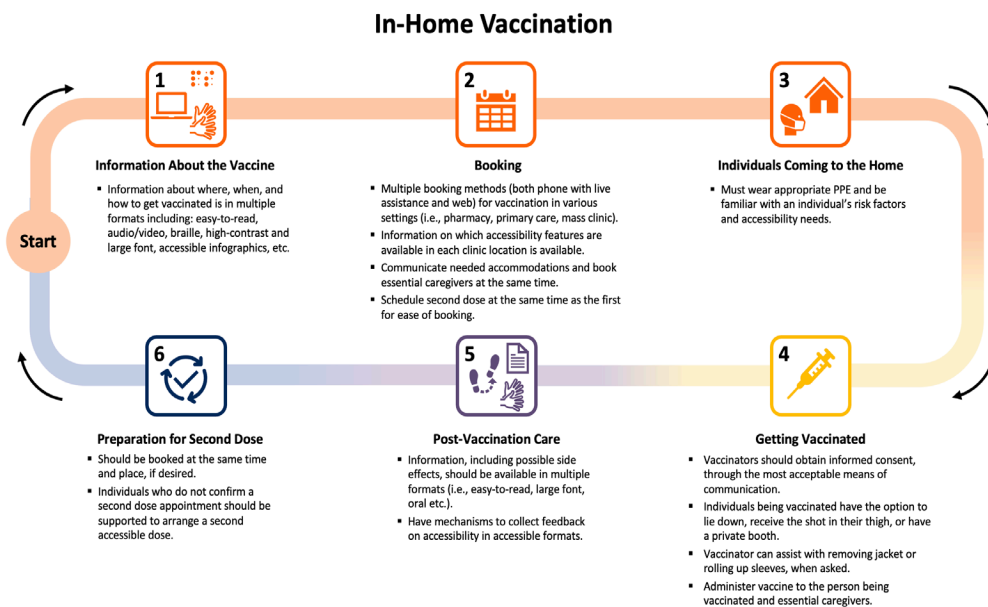 In-Home Vaccination
Start
1
Information About the Vaccine
▪ Information about where, when, and
how to get vaccinated is in multiple
formats including: easy-to-read,
audio/video, braille, high-contrast and
large font, accessible infographics, etc.
2
Booking
▪ Multiple booking methods (both phone with live
assistance and web) for vaccination in various
settings (i.e., pharmacy, primary care, mass clinic).
▪ Information on which accessibility features are
available in each clinic location is available.
▪ Communicate needed accommodations and book
essential caregivers at the same time.
▪ Schedule second dose at the same time as the first
for ease of booking.
3
Individuals Coming to the Home
▪ Must wear appropriate PPE and be
familiar with an individual's risk factors
and accessibility needs.
4
Getting Vaccinated
▪ Vaccinators should obtain informed consent,
through the most acceptable means of
communication.
▪ Individuals being vaccinated have the option to
lie down, receive the shot in their thigh, or have
a private booth.
▪ Vaccinator can assist with removing jacket or
rolling up sleeves, when asked.
▪ Administer vaccine to the person being
vaccinated and essential caregivers.
5
Post-Vaccination Care
▪ Information, including possible side
effects, should be available in multiple
formats (i.e., easy-to-read, large font,
oral etc.).
▪ Have mechanisms to collect feedback
on accessibility in accessible formats.
6
Preparation for Second Dose
▪ Should be booked at the same time
and place, if desired.
▪ Individuals who do not confirm a
second dose appointment should be
supported to arrange a second
accessible dose.